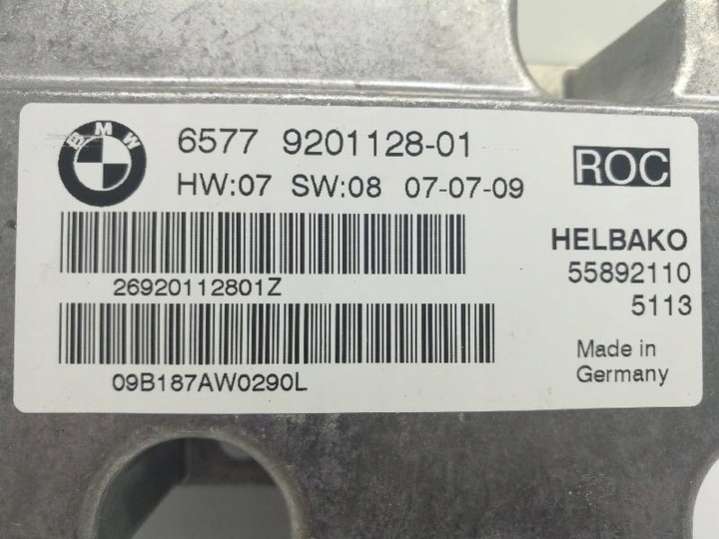 BMW
6577 9201128-01
HW:07 SW:08 07-07-09
ROC
26920112801Z
HELBAKO
55892110
5113
09B187AW0290L
Made in
Germany